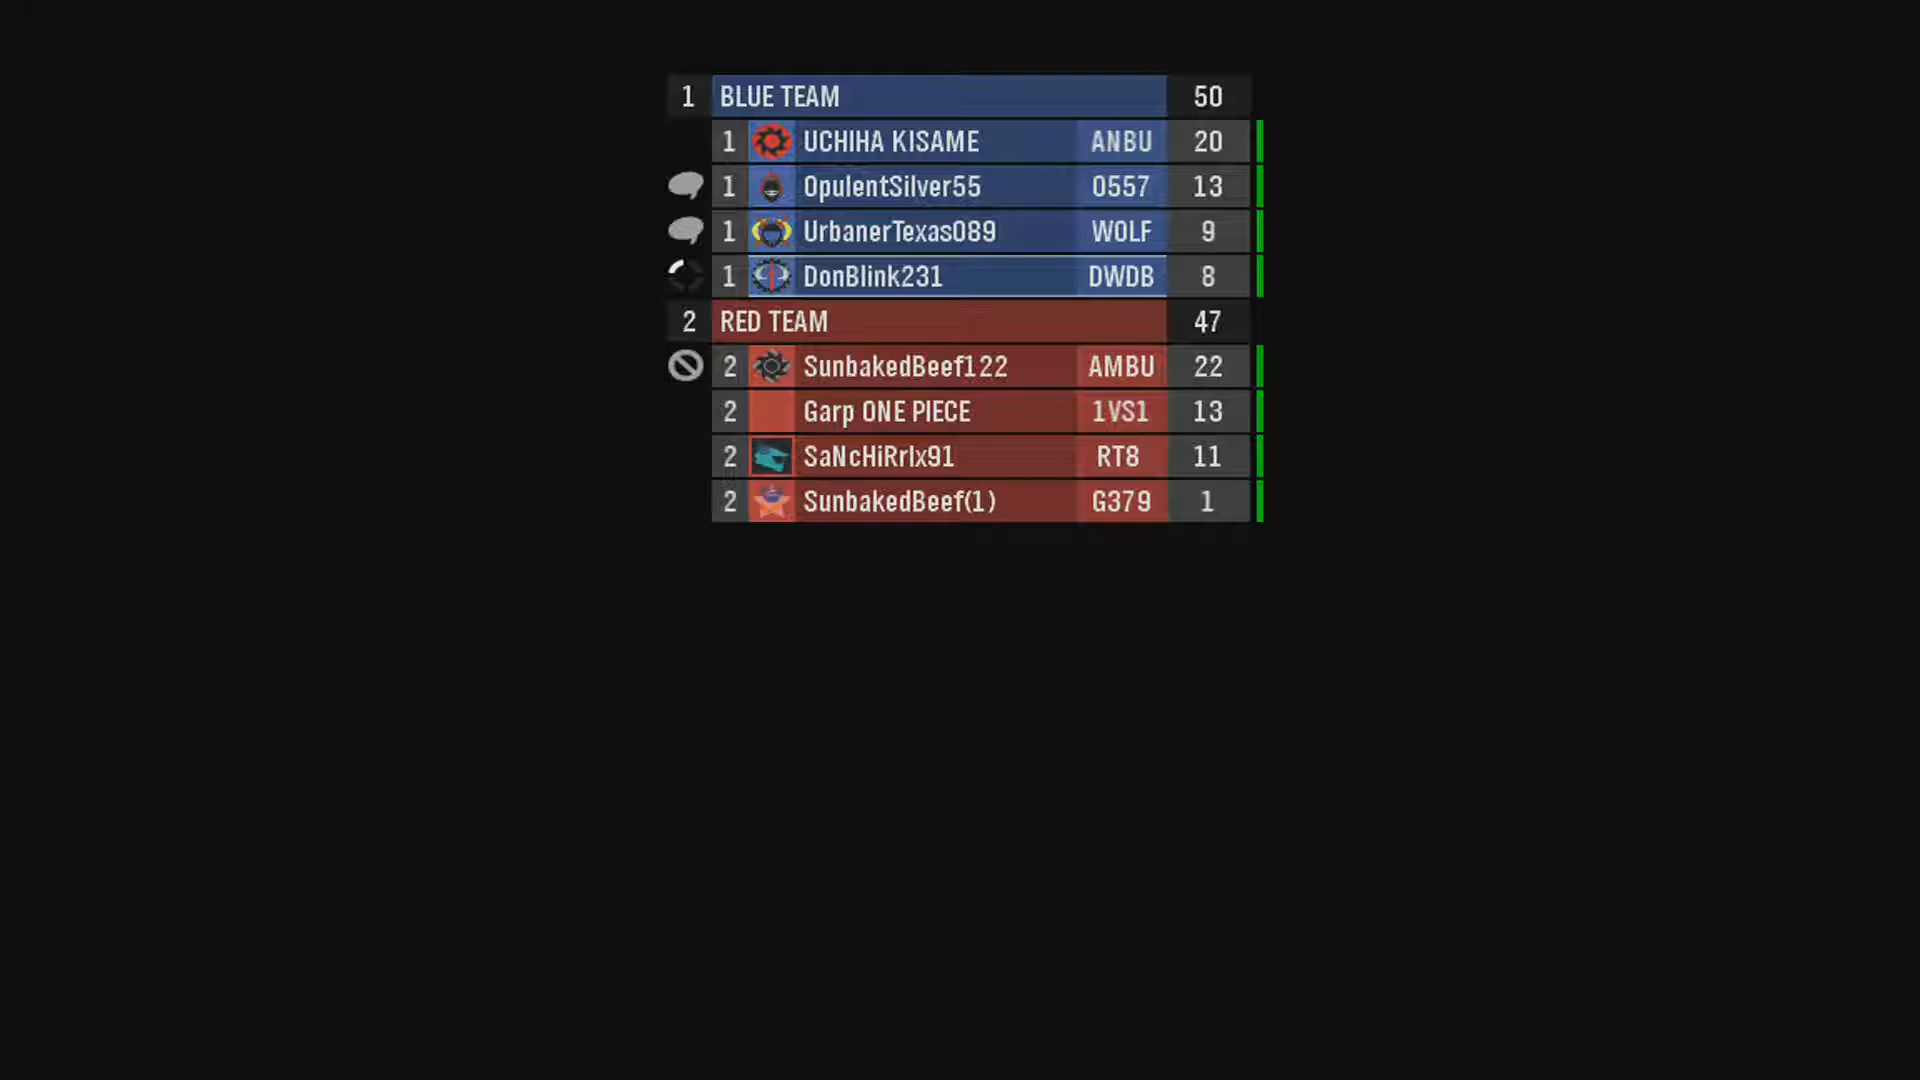 1 BLUE TEAM 50
1 UCHIHA KISAME ANBU 20
1 OpulentSilver55 O557 13
1 UrbanerTexas089 WOLF 9
1 DonBlink231 DWDB 8
2 RED TEAM 47
2 SunbakedBeef122 AMBU 22
2 Garp ONE PIECE 1VS1 13
2 SaNcHiRrlx91 RT8 11
2 SunbakedBeef(1) G379 1